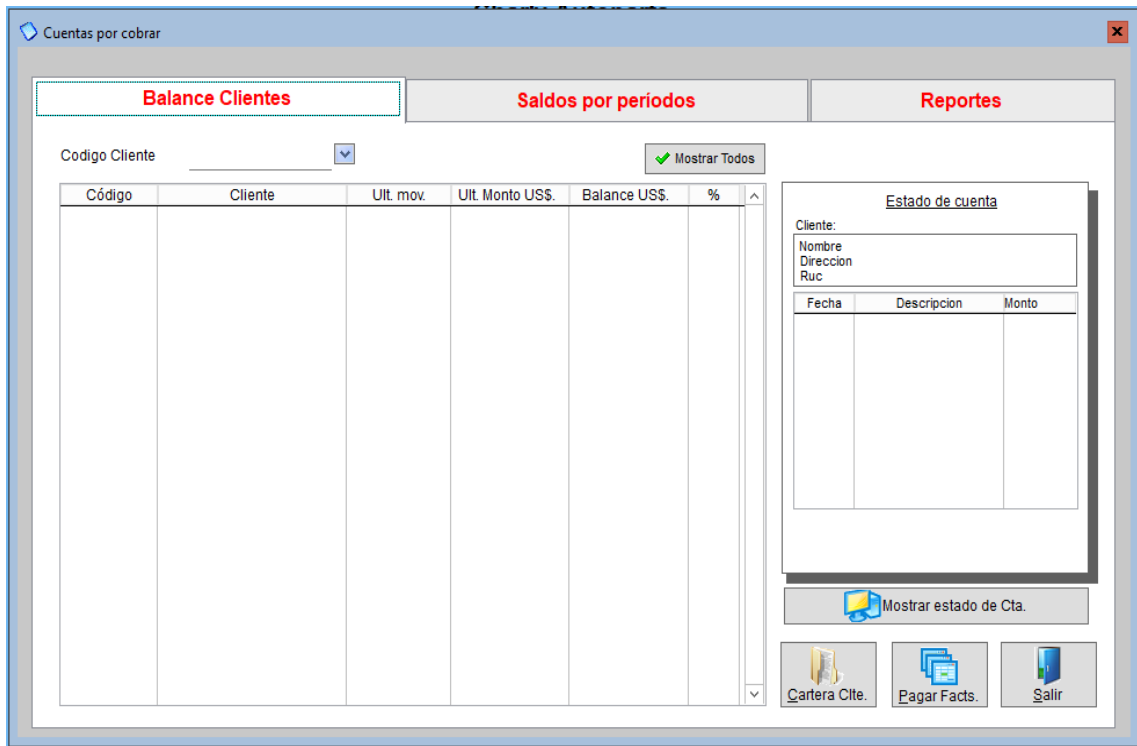 Cuentas por cobrar
Balance Clientes
Saldos por períodos
Reportes
Codigo Cliente
Mostrar Todos
Código Cliente Ult. mov. Ult. Monto US$. Balance US$. %
Estado de cuenta
Cliente:
Nombre
Direccion
Ruc
Fecha Descripcion Monto
Mostrar estado de Cta.
Cartera Clte.
Pagar Facts.
Salir